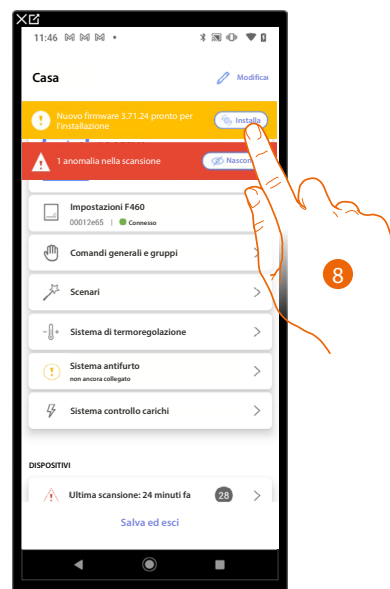 11:46
Casa
Modifica
Nuovo firmware 3.71.24 pronto per
l'installazione
Installa
1 anomalia nella scansione
Nascon
Impostazioni F460
00012e65 | Connesso
Comandi generali e gruppi
Scenari
Sistema di termoregolazione
Sistema antifurto
non ancora collegato
Sistema controllo carichi
DISPOSITIVI
Ultima scansione: 24 minuti fa
28
Salva ed esci
8